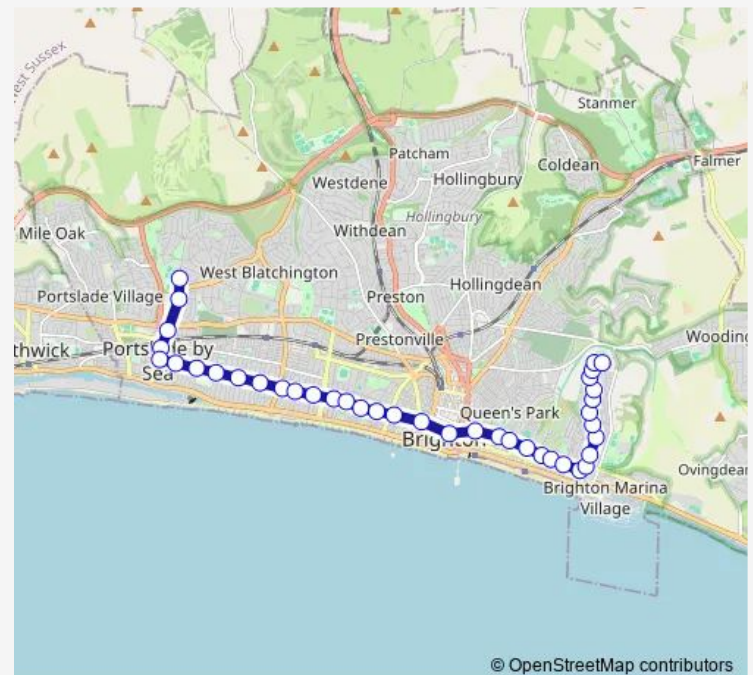 West Sussex
Stanmer
Patcham
Coldean
Falmer
Westdene
Hollingbury
Hollingbury
Mile Oak
Withdean
West Blatchington
Hollingdean
Portslade Village
Preston
Prestonville
Wooding
thwick
Portslade by
Sea
Queen's Park
Brighton
Ovingdean
Brighton Marina
Village
© OpenStreetMap contributors